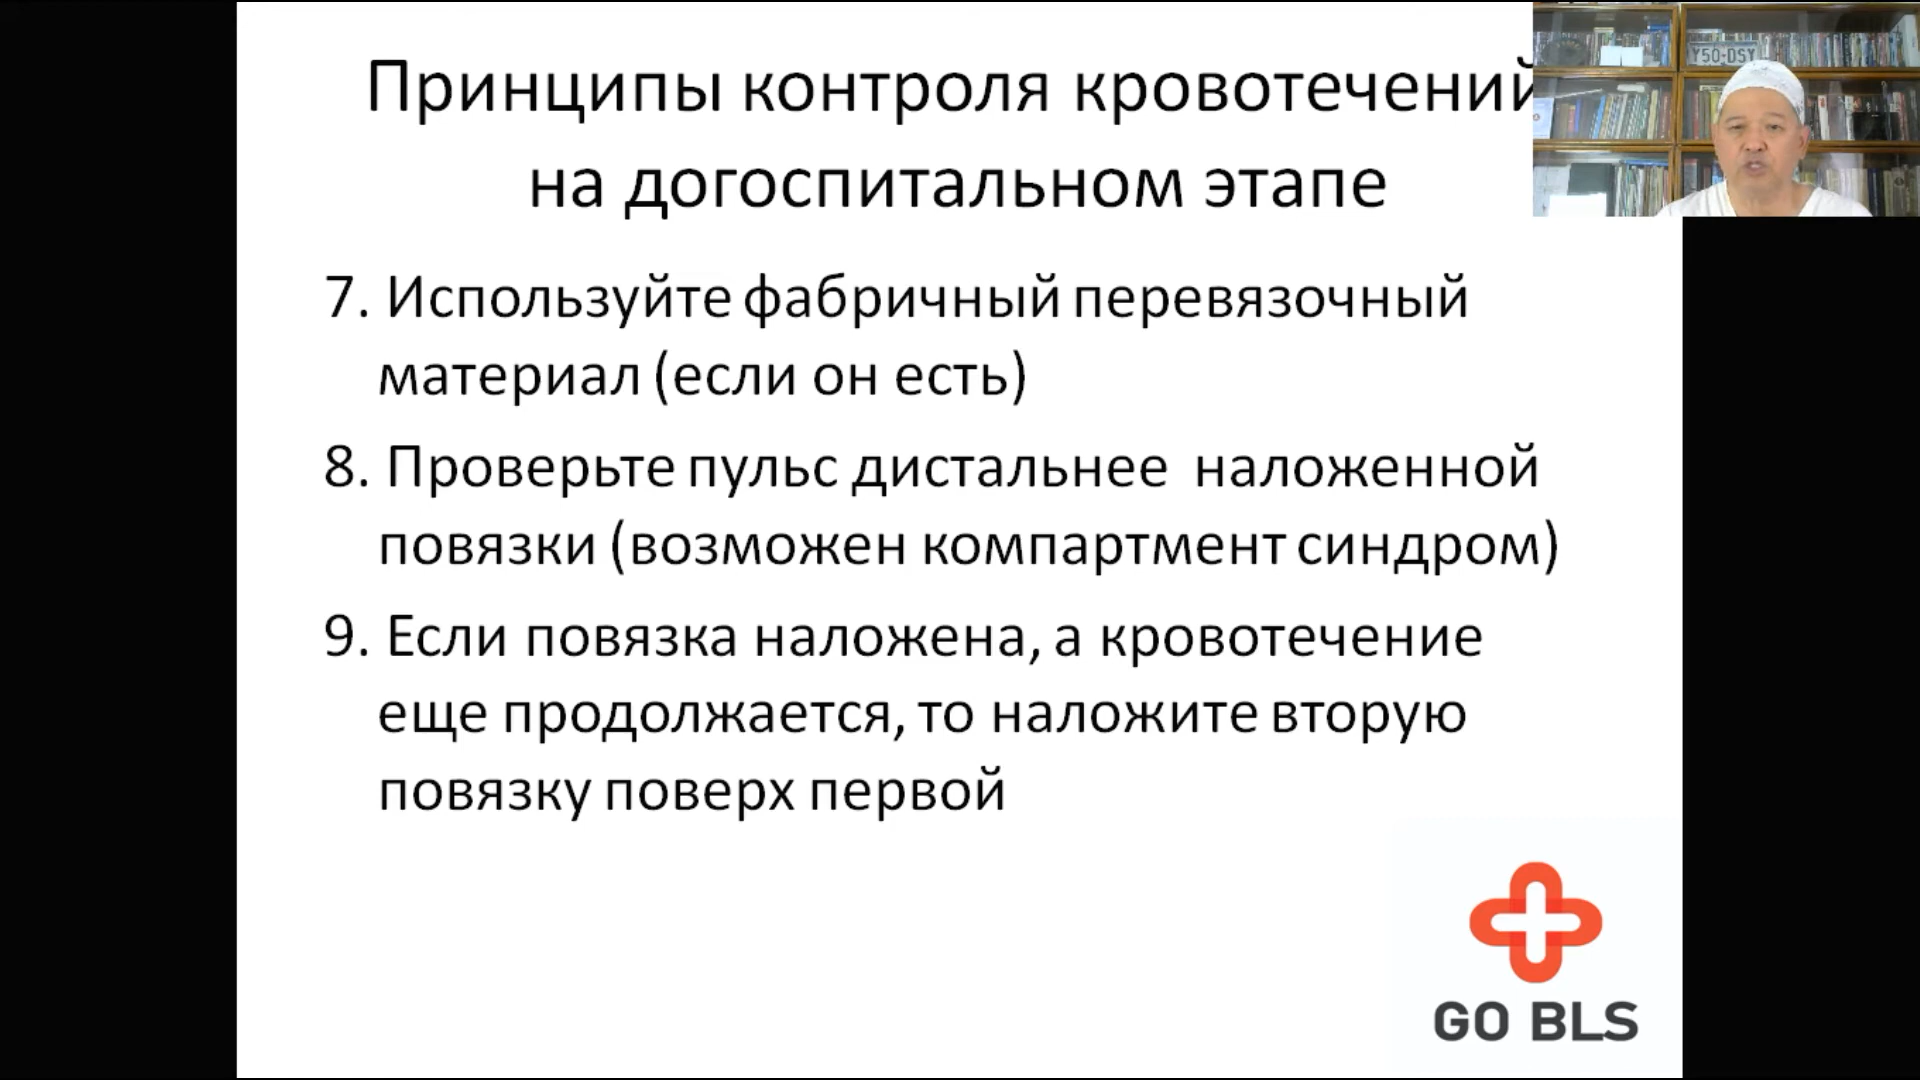 Принципы контроля кровотечений
на догоспитальном этапе
Y50-DSY
7. Используйте фабричный перевязочный
материал (если он есть)
8. Проверьте пульс дистальнее наложенной
повязки (возможен компартмент синдром)
9. Если повязка наложена, а кровотечение
еще продолжается, то наложите вторую
повязку поверх первой
GO BLS